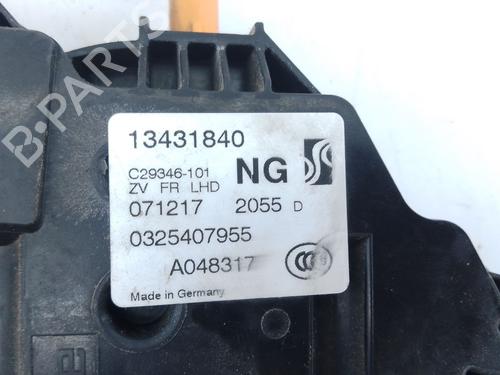 B-PARTS
13431840
C29346-101
ZV FR LHD
NG
071217 2055 D
0325407955
A048317
Made in Germany